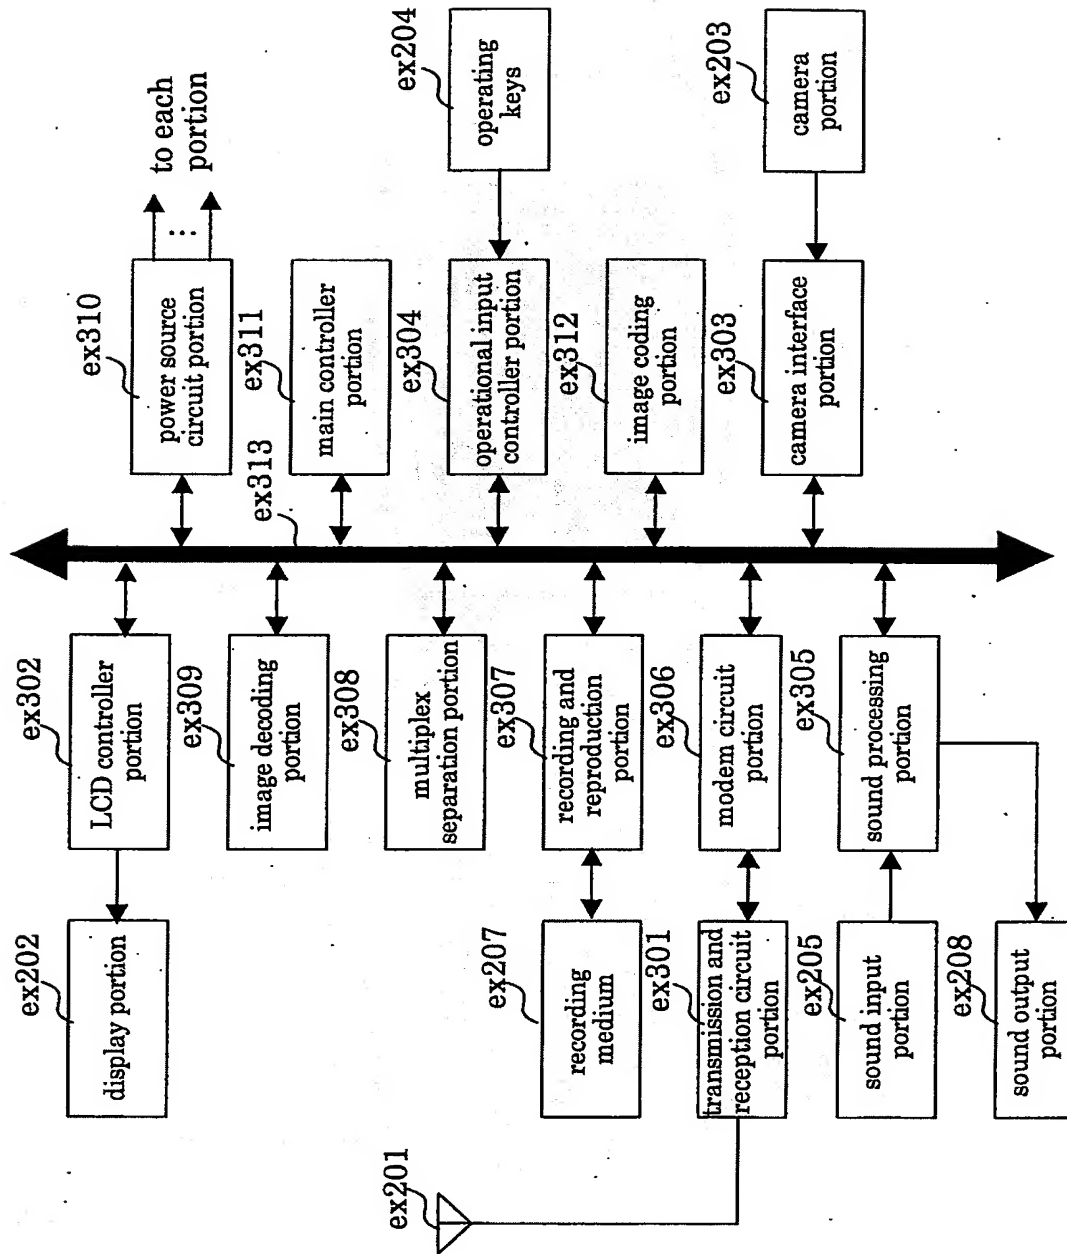 ex310
power source
circuit portion
to each
portion
ex311
main controller
portion
ex204
operating
keys
ex304
operational input
controller portion
ex312
image coding
portion
ex203
camera
portion
ex303
camera interface
portion
ex313
ex302
LCD controller
portion
ex309
image decoding
portion
ex308
multiplex
separation portion
ex307
recording and
reproduction
portion
ex306
modem circuit
portion
ex305
sound processing
portion
ex202
display portion
ex207
recording
medium
ex301
transmission and
reception circuit
portion
ex205
sound input
portion
ex208
sound output
portion
ex201